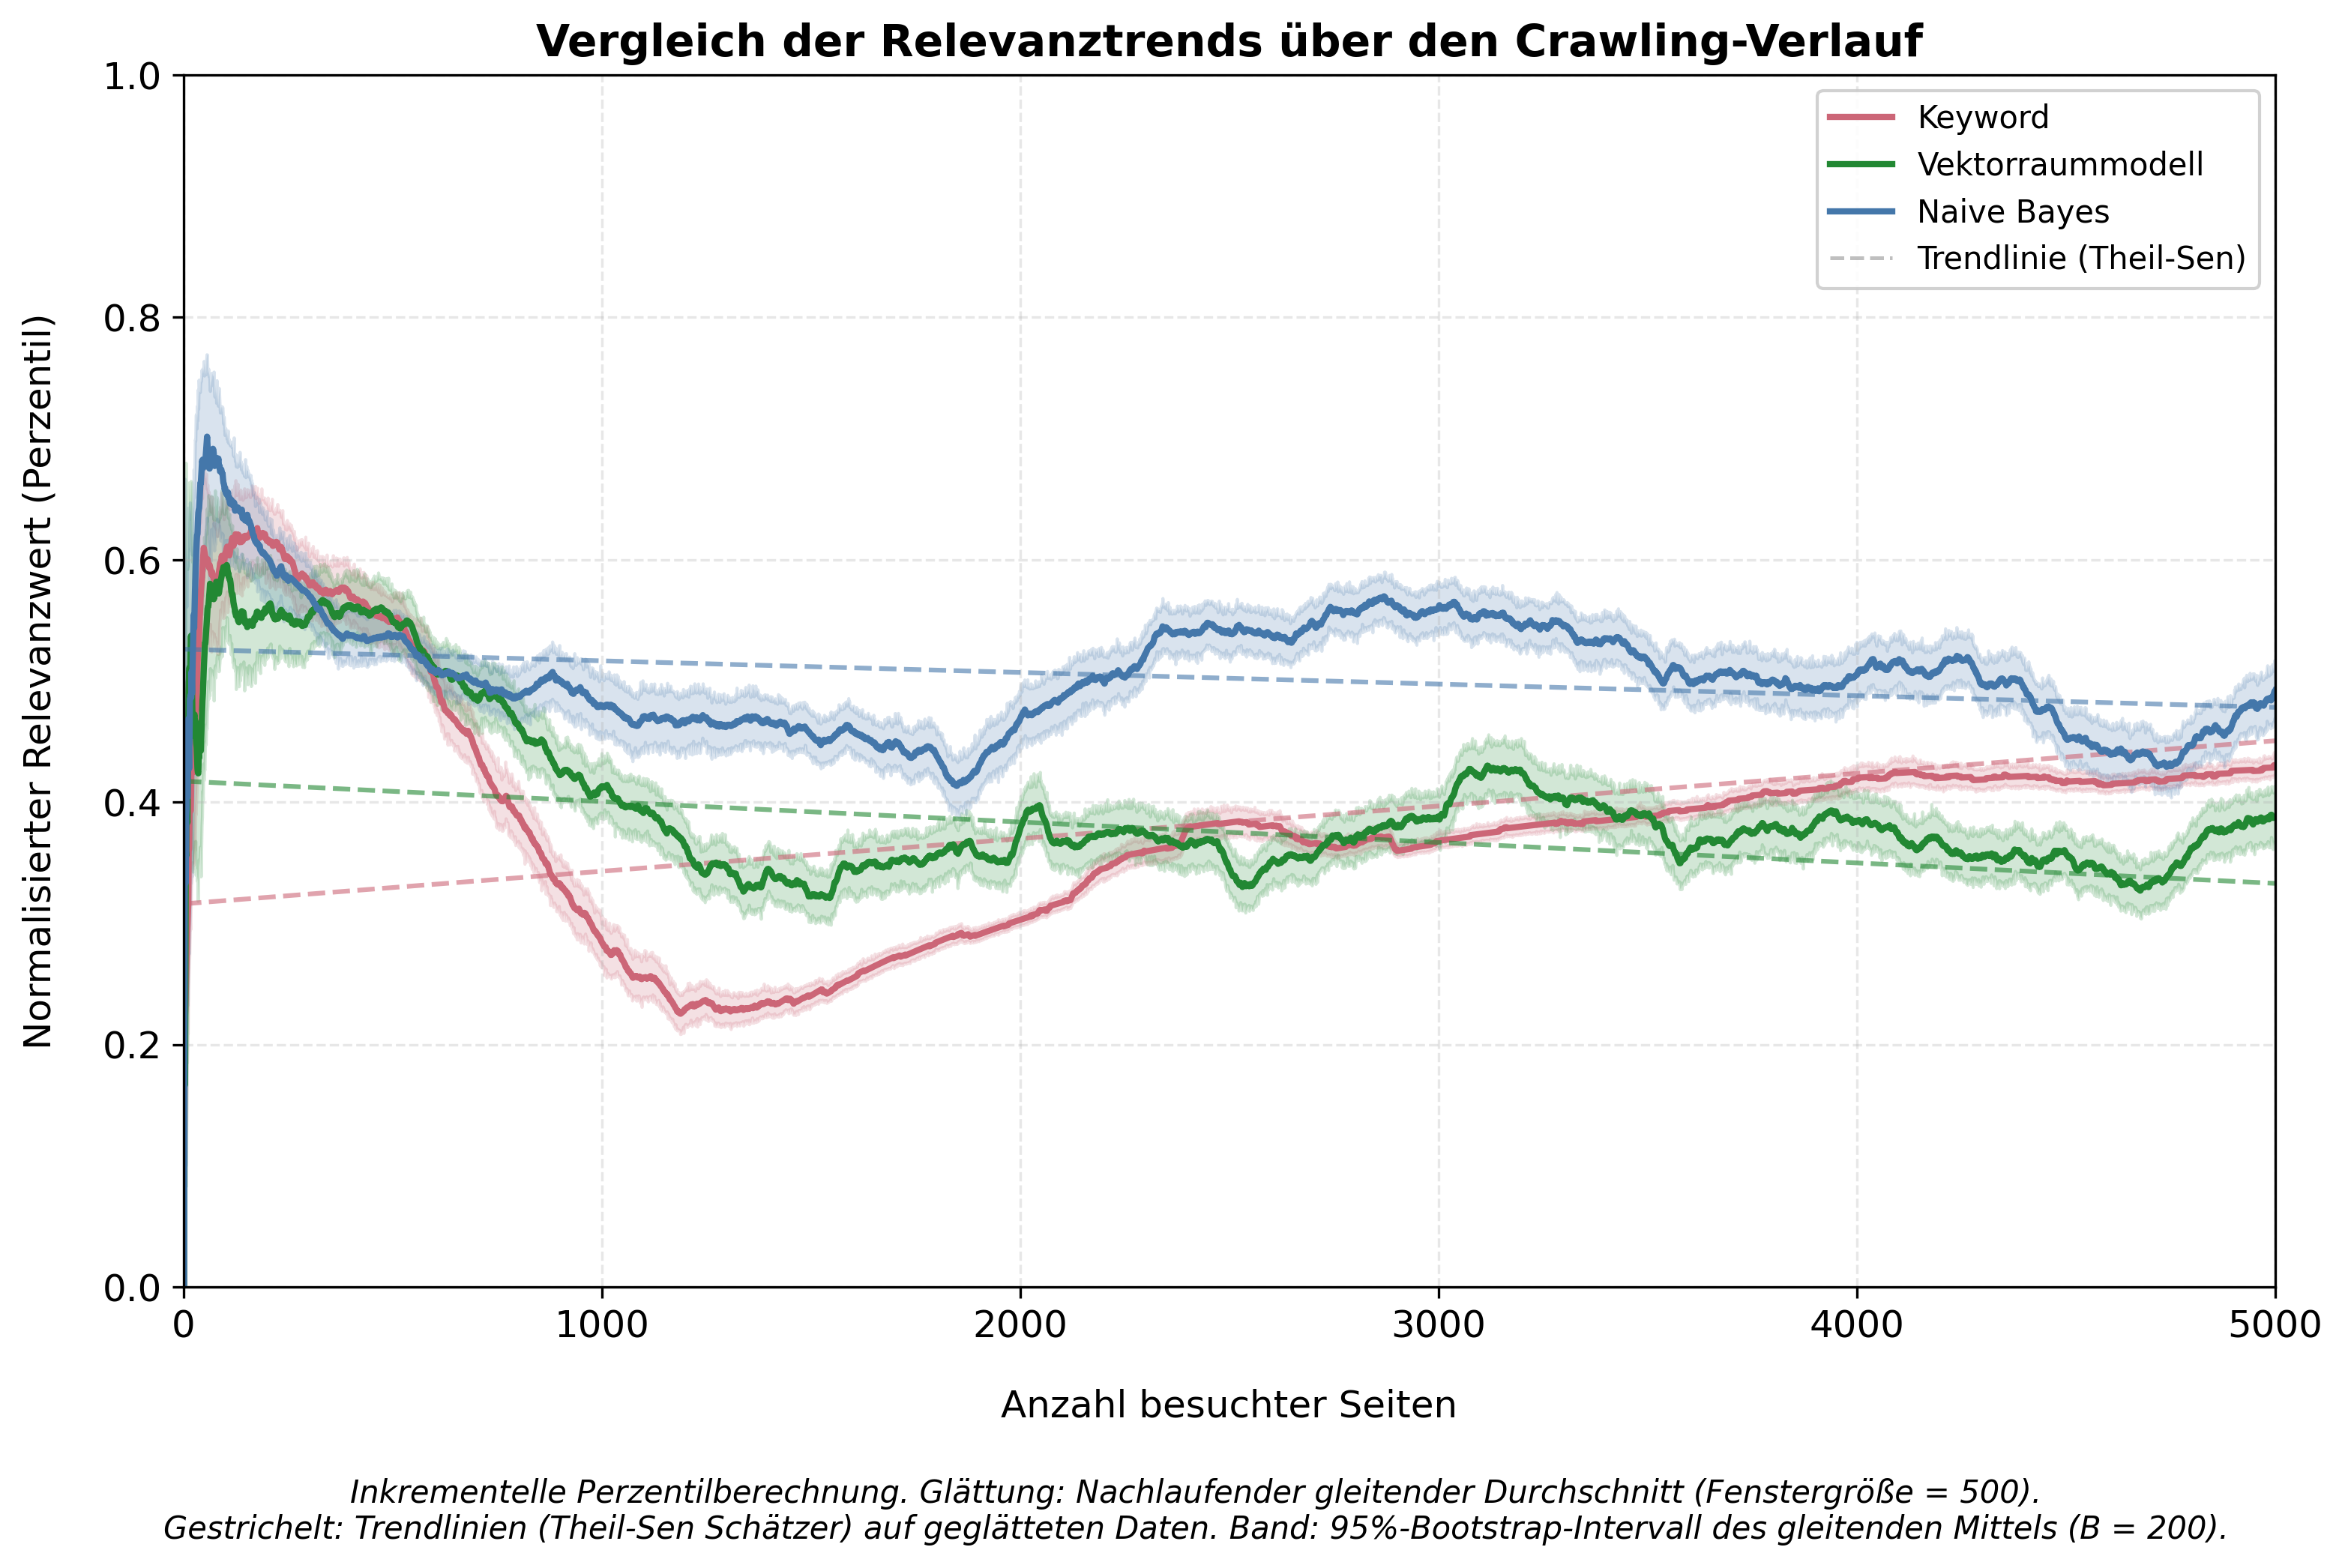 Vergleich der Relevanztrends über den Crawling-Verlauf
Normalisierter Relevanzwert (Perzentil)
1.0
0.8
0.6
0.4
0.2
0.0
Keyword
Vektorraummodell
Naive Bayes
Trendlinie (Theil-Sen)
0 1000 2000 3000 4000 5000
Anzahl besuchter Seiten
Inkrementelle Perzentilberechnung. Glättung: Nachlaufender gleitender Durchschnitt (Fenstergröße = 500).
Gestrichelt: Trendlinien (Theil-Sen Schätzer) auf geglätteten Daten. Band: 95%-Bootstrap-Intervall des gleitenden Mittels (B = 200).